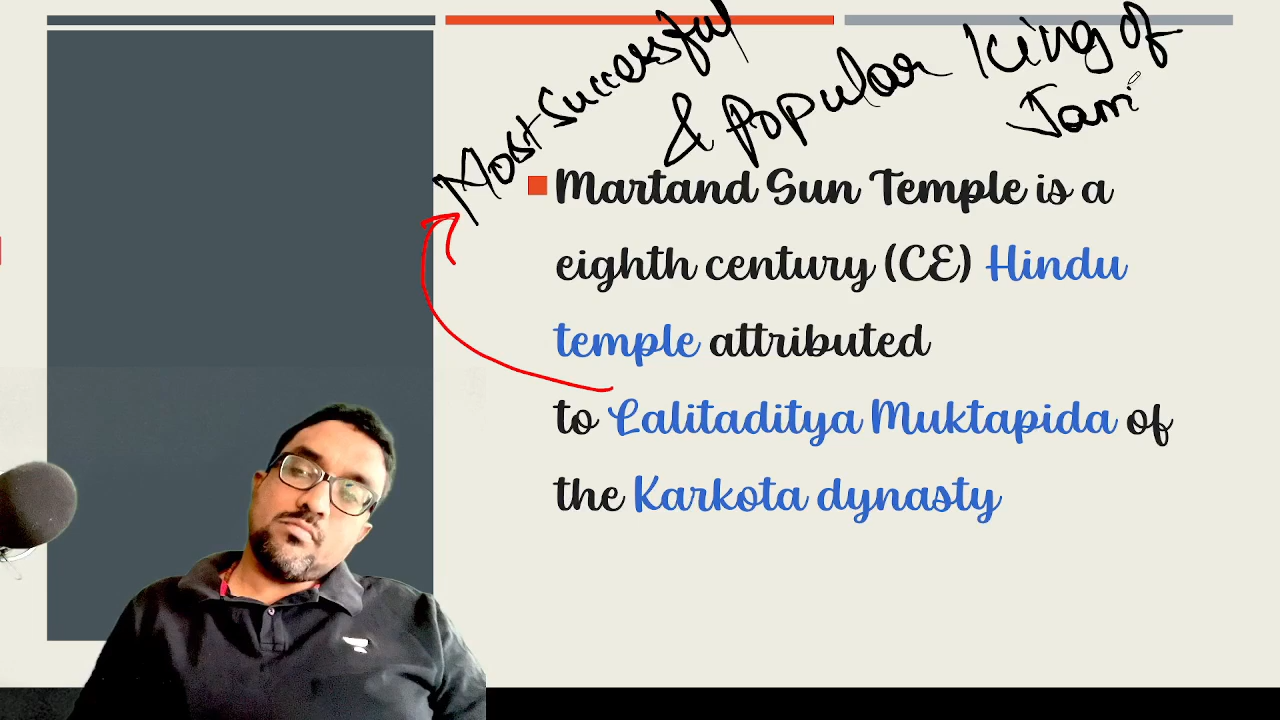 Most Successful
& Popular King of
Jam
Martand Sun Temple is a
eighth century (CE) Hindu
temple attributed
to Lalitaditya Muktapida of
the Karkota dynasty